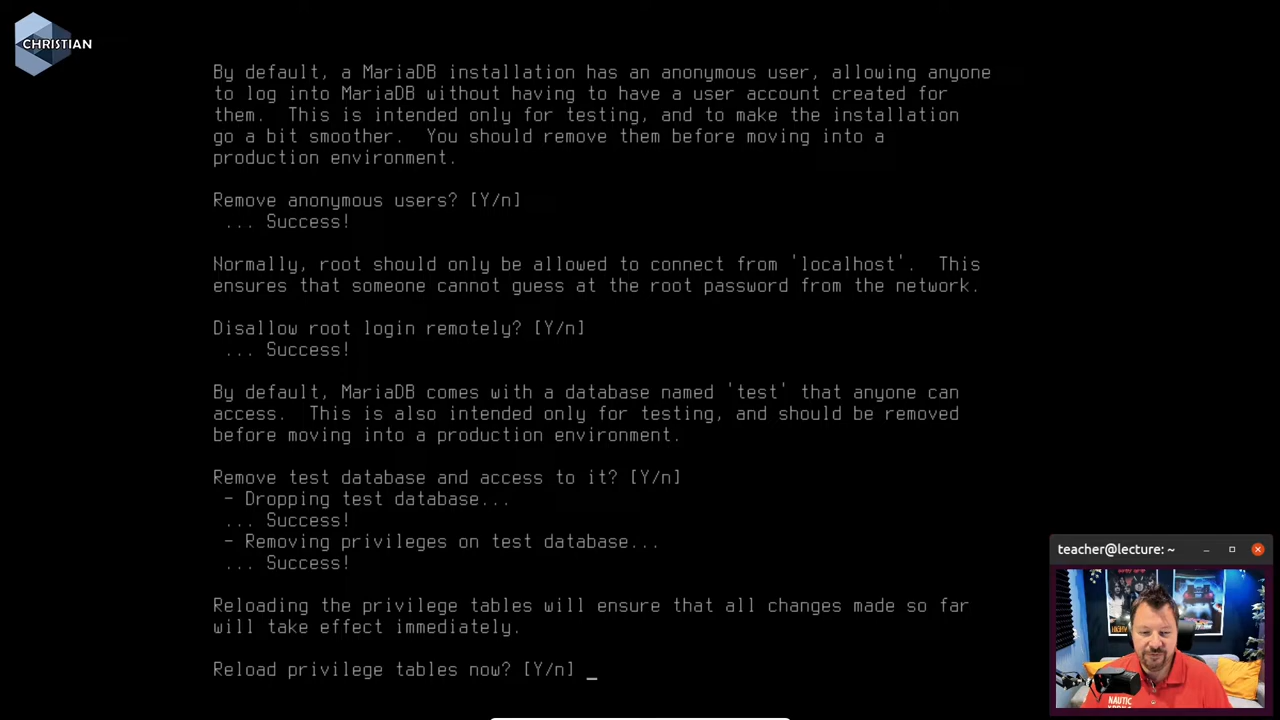 CHRISTIAN
By default, a MariaDB installation has an anonymous user, allowing anyone
to log into MariaDB without having to have a user account created for
them.  This is intended only for testing, and to make the installation
go a bit smoother.  You should remove them before moving into a
production environment.
Remove anonymous users? [Y/n]
 ... Success!
Normally, root should only be allowed to connect from 'localhost'.  This
ensures that someone cannot guess at the root password from the network.
Disallow root login remotely? [Y/n]
 ... Success!
By default, MariaDB comes with a database named 'test' that anyone can
access.  This is also intended only for testing, and should be removed
before moving into a production environment.
Remove test database and access to it? [Y/n]
 - Dropping test database...
 ... Success!
 - Removing privileges on test database...
 ... Success!
Reloading the privilege tables will ensure that all changes made so far
will take effect immediately.
Reload privilege tables now? [Y/n] _
teacher@lecture: ~